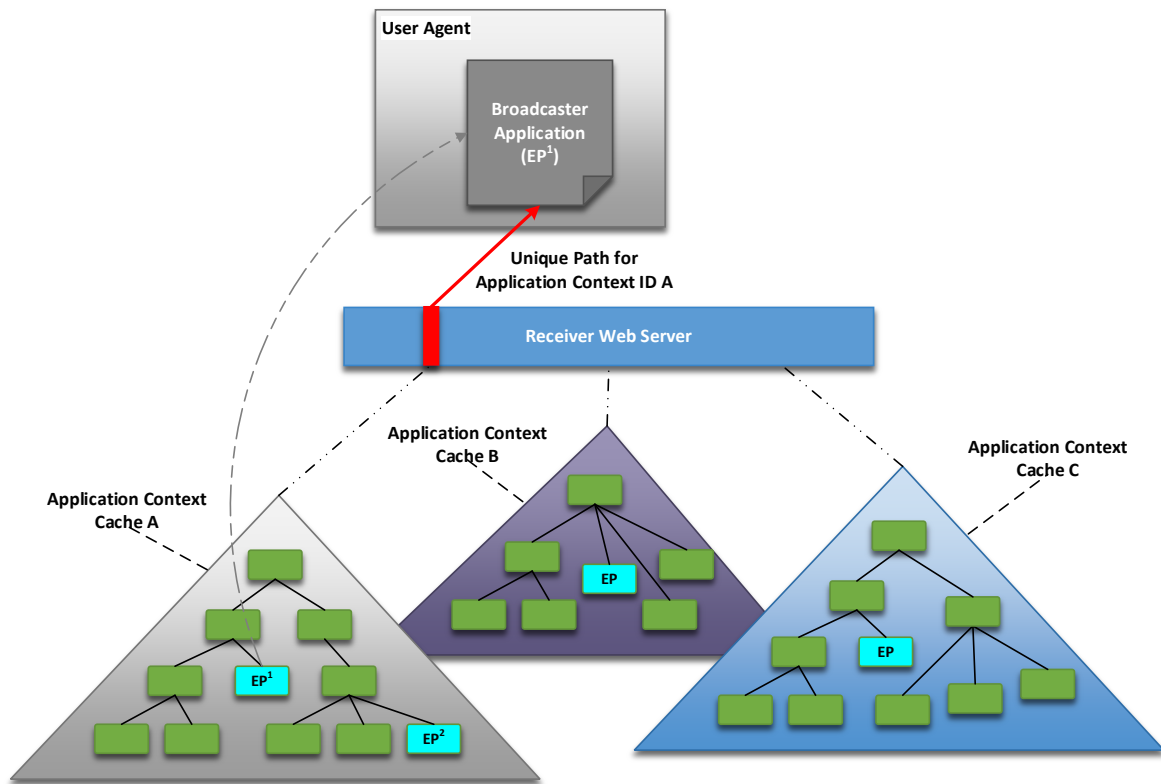 User Agent
Broadcaster
Application
(EP¹)
Unique Path for
Application Context ID A
Receiver Web Server
Application Context
Cache B
Application Context
Cache C
Application Context
Cache A
EP
EP
EP¹
EP²